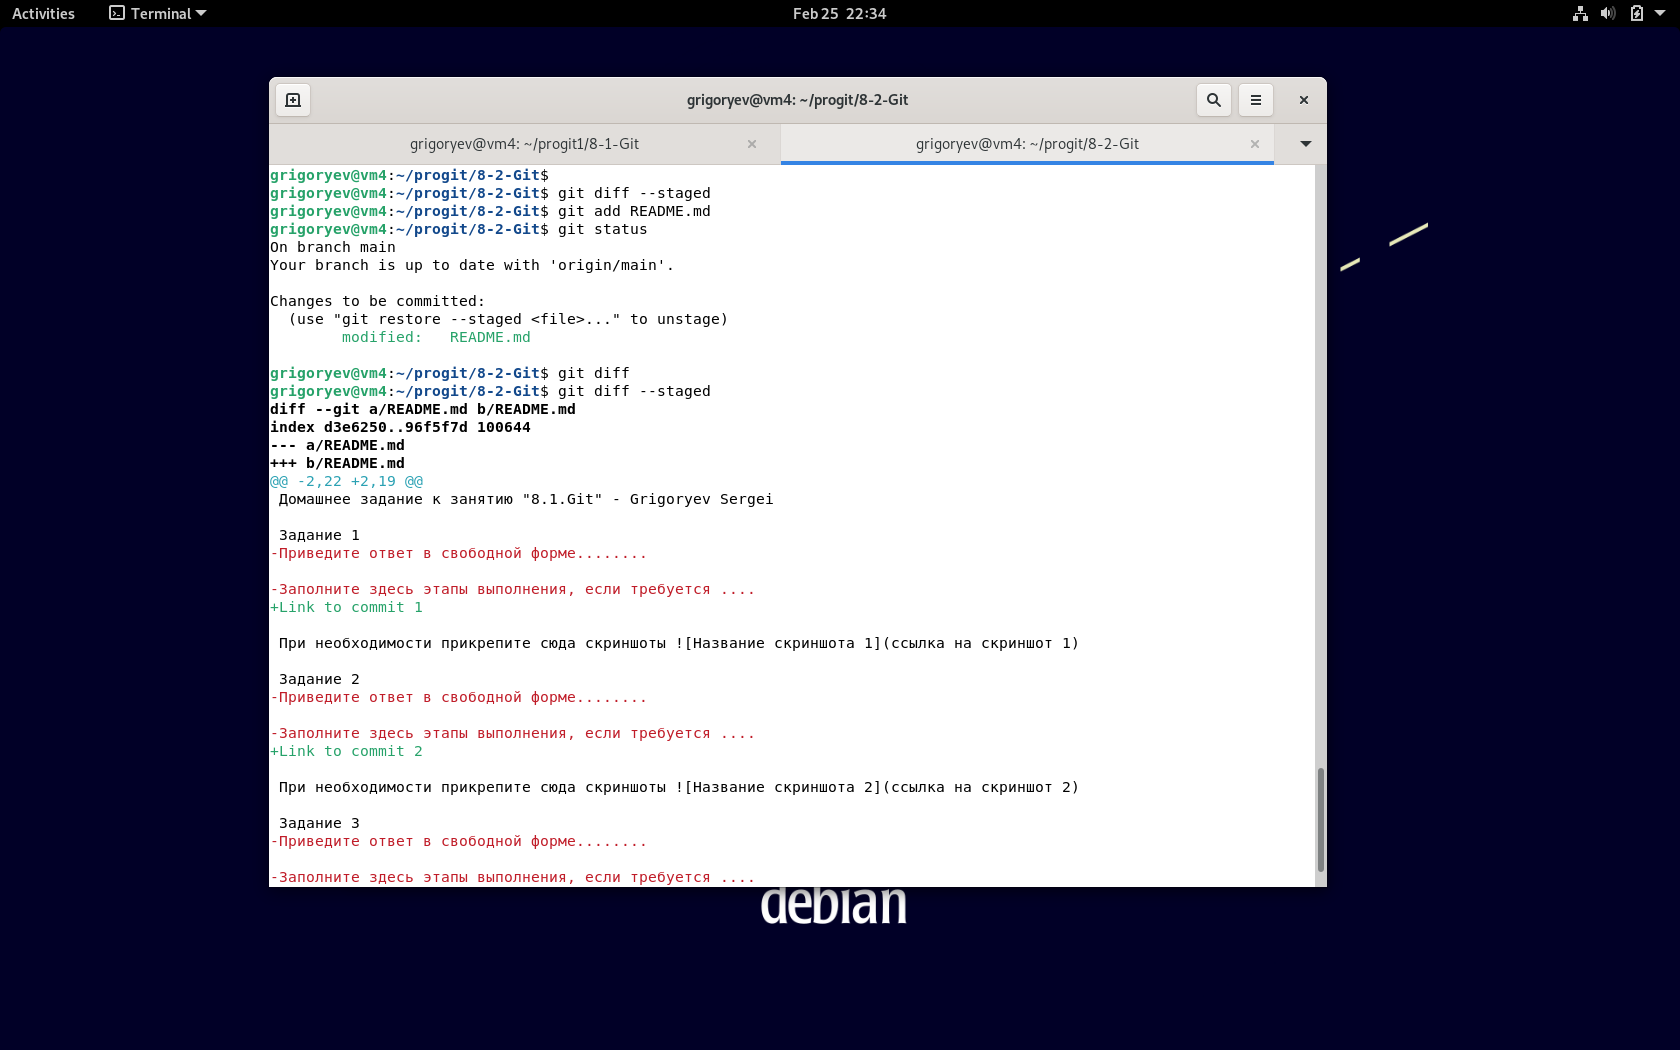 Activities Terminal Feb 25 22:34
grigoryev@vm4: ~/progit/8-2-Git
grigoryev@vm4: ~/progit1/8-1-Git grigoryev@vm4: ~/progit/8-2-Git
grigoryev@vm4:~/progit/8-2-Git$
grigoryev@vm4:~/progit/8-2-Git$ git diff --staged
grigoryev@vm4:~/progit/8-2-Git$ git add README.md
grigoryev@vm4:~/progit/8-2-Git$ git status
On branch main
Your branch is up to date with 'origin/main'.
Changes to be committed:
  (use "git restore --staged <file>..." to unstage)
        modified:   README.md
grigoryev@vm4:~/progit/8-2-Git$ git diff
grigoryev@vm4:~/progit/8-2-Git$ git diff --staged
diff --git a/README.md b/README.md
index d3e6250..96f5f7d 100644
--- a/README.md
+++ b/README.md
@@ -2,22 +2,19 @@
 Домашнее задание к занятию "8.1.Git" - Grigoryev Sergei
 Задание 1
-Приведите ответ в свободной форме........
-Заполните здесь этапы выполнения, если требуется ....
+Link to commit 1
 При необходимости прикрепите сюда скриншоты ![Название скриншота 1](ссылка на скриншот 1)
 Задание 2
-Приведите ответ в свободной форме........
-Заполните здесь этапы выполнения, если требуется ....
+Link to commit 2
 При необходимости прикрепите сюда скриншоты ![Название скриншота 2](ссылка на скриншот 2)
 Задание 3
-Приведите ответ в свободной форме........
-Заполните здесь этапы выполнения, если требуется ....
debian